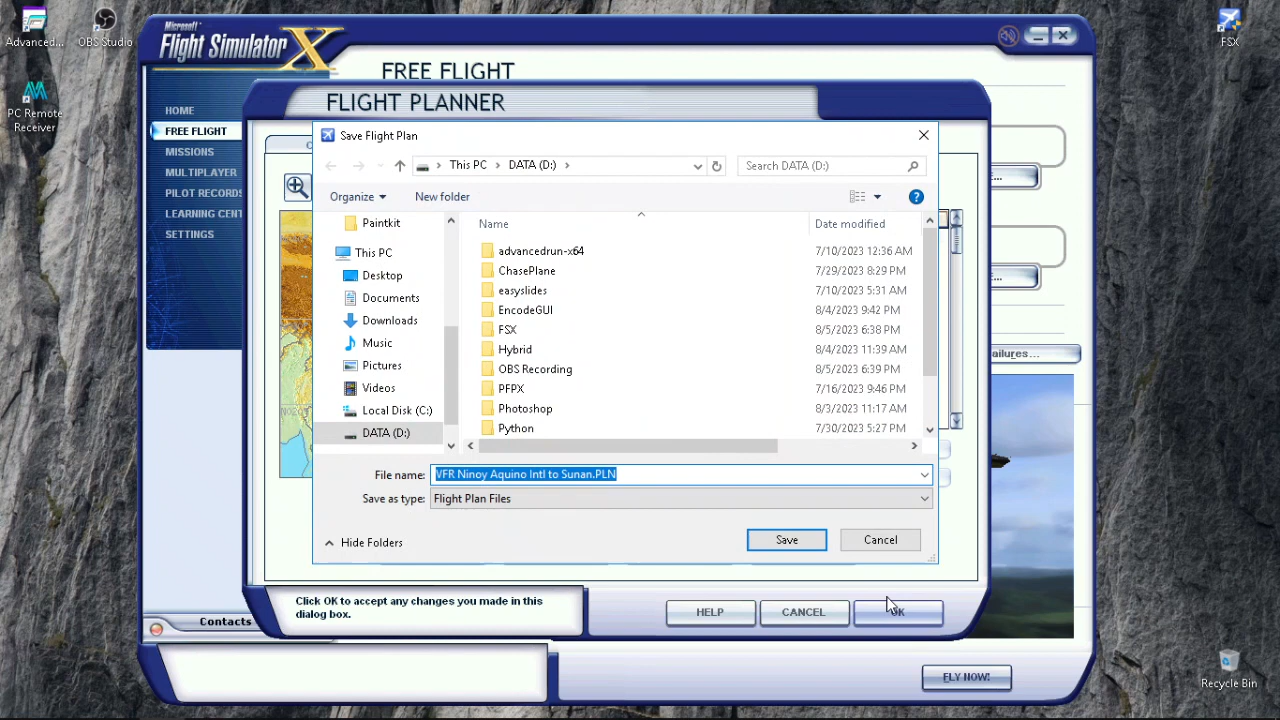 Advanced...
OBS Studio
PC Remote
Receiver
FSX
Recycle Bin
Microsoft
Flight Simulator X
FREE FLIGHT
HOME
FREE FLIGHT
MISSIONS
MULTIPLAYER
PILOT RECORDS
LEARNING CENT
SETTINGS
FLIGHT PLANNER
Save Flight Plan
This PC
DATA (D:)
Search DATA (D:)
Organize
New folder
Paintkit
This PC
Desktop
Documents
Downloads
Music
Pictures
Videos
Local Disk (C:)
DATA (D:)
Name
Date modified
advancedrun-x64 7/10/2023 12:36 AM
ChasePlane 7/29/2023 8:29 PM
easyslides 7/10/2023 5:31 AM
EncodeGUI 8/4/2023 9:42 PM
FSX 8/5/2023 6:38 PM
Hybrid 8/4/2023 11:39 AM
OBS Recording 8/5/2023 6:39 PM
PFPX 7/16/2023 9:46 PM
Photoshop 8/3/2023 11:17 AM
Python 7/30/2023 5:27 PM
File name: VFR Ninoy Aquino Intl to Sunan.PLN
Save as type: Flight Plan Files
Hide Folders
Save
Cancel
ailures...
Click OK to accept any changes you made in this
dialog box.
HELP
CANCEL
OK
Contacts
FLY NOW!